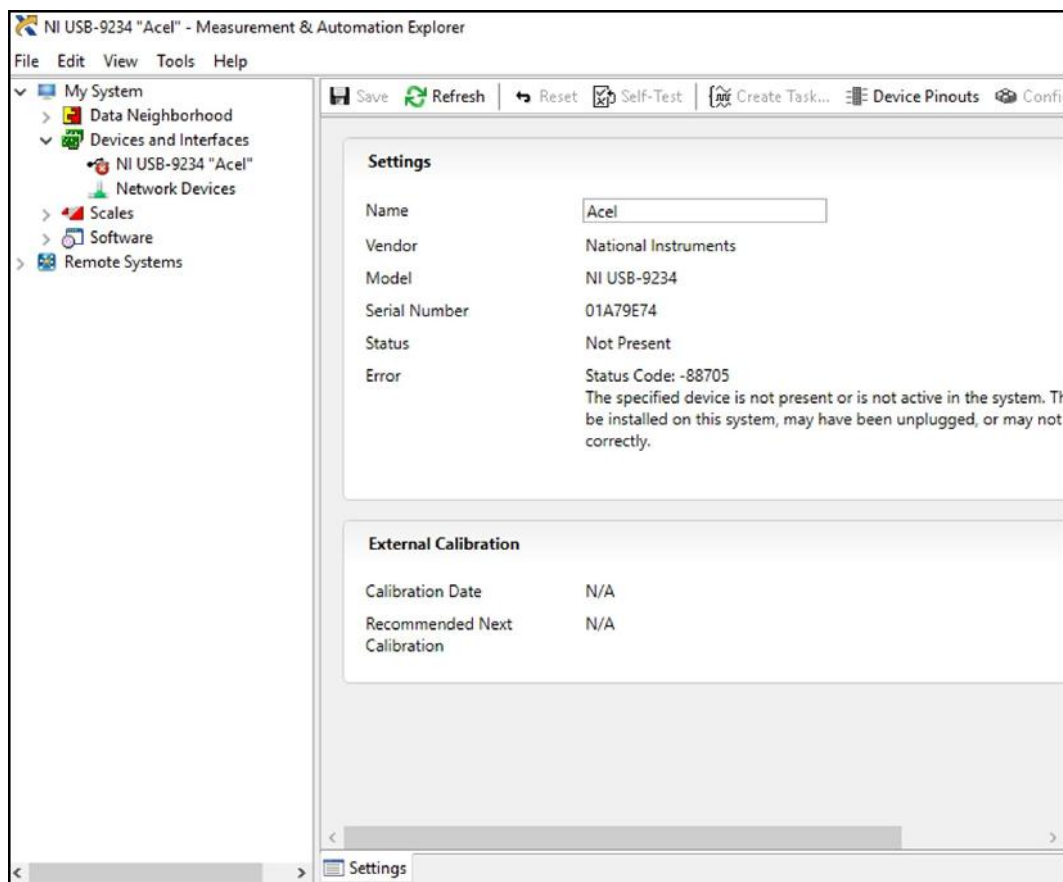 NI USB-9234 "Acel" - Measurement & Automation Explorer
File Edit View Tools Help
My System
Data Neighborhood
Devices and Interfaces
NI USB-9234 "Acel"
Network Devices
Scales
Software
Remote Systems
Save Refresh Reset Self-Test Create Task... Device Pinouts Confi
Settings
Name Acel
Vendor National Instruments
Model NI USB-9234
Serial Number 01A79E74
Status Not Present
Error Status Code: -88705
The specified device is not present or is not active in the system. Th
be installed on this system, may have been unplugged, or may not
correctly.
External Calibration
Calibration Date N/A
Recommended Next N/A
Calibration
Settings